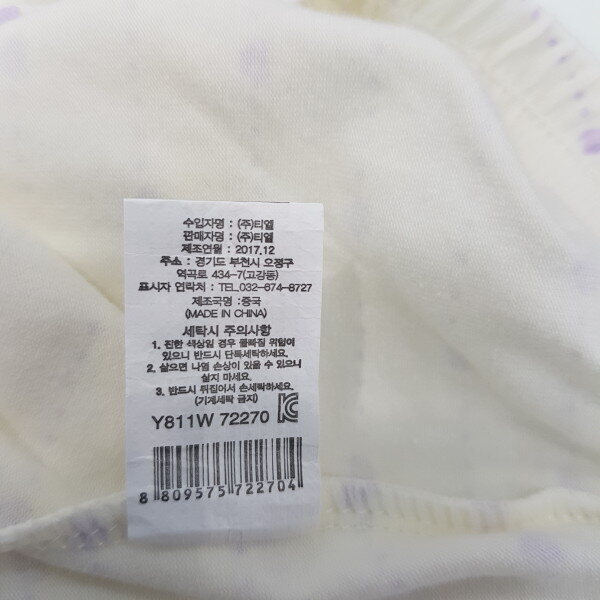 수입자명 : (주)티엘
판매자명 : (주)티엘
제조연월 : 2017.12
주소 : 경기도 부천시 오정구
역곡로 434-7(고강동)
표시자 연락처 : TEL.032-674-8727
제조국명 : 중국
(MADE IN CHINA)
세탁시 주의사항
1. 진한 색상일 경우 물빠짐 위험이
있으니 반드시 단독세탁하세요.
2. 삶으면 나염 손상이 있을 수 있으니
삶지 마세요.
3. 반드시 뒤집어서 손세탁하세요.
(기계세탁 금지)
Y811W 72270
8 809575 722704